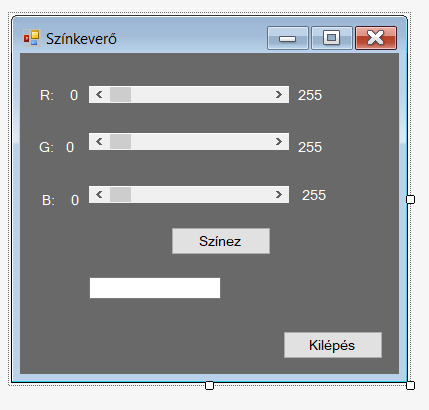 Színkeverő
R: 0 255
G: 0 255
B: 0 255
Színez
Kilépés